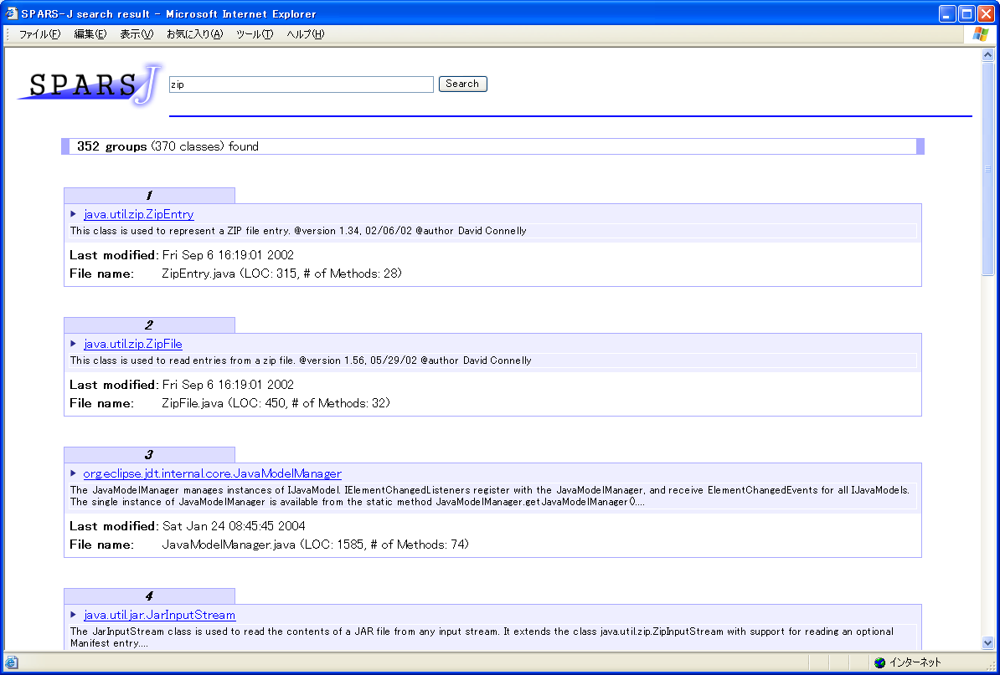 SPARS-J search result - Microsoft Internet Explorer
ファイル(F) 編集(E) 表示(V) お気に入り(A) ツール(T) ヘルプ(H)
SPARSJ
zip
Search
352 groups (370 classes) found
1
java.util.zip.ZipEntry
This class is used to represent a ZIP file entry. @version 1.34, 02/06/02 @author David Connelly
Last modified: Fri Sep 6 16:19:01 2002
File name: ZipEntry.java (LOC: 315, # of Methods: 28)
2
java.util.zip.ZipFile
This class is used to read entries from a zip file. @version 1.56, 05/29/02 @author David Connelly
Last modified: Fri Sep 6 16:19:01 2002
File name: ZipFile.java (LOC: 450, # of Methods: 32)
3
org.eclipse.jdt.internal.core.JavaModelManager
The JavaModelManager manages instances of IJavaModel. IElementChangedListeners register with the JavaModelManager, and receive ElementChangedEvents for all IJavaModels.
The single instance of JavaModelManager is available from the static method JavaModelManager.getJavaModelManager()....
Last modified: Sat Jan 24 08:45:45 2004
File name: JavaModelManager.java (LOC: 1585, # of Methods: 74)
4
java.util.jar.JarInputStream
The JarInputStream class is used to read the contents of a JAR file from any input stream. It extends the class java.util.zip.ZipInputStream with support for reading an optional
Manifest entry....
インターネット